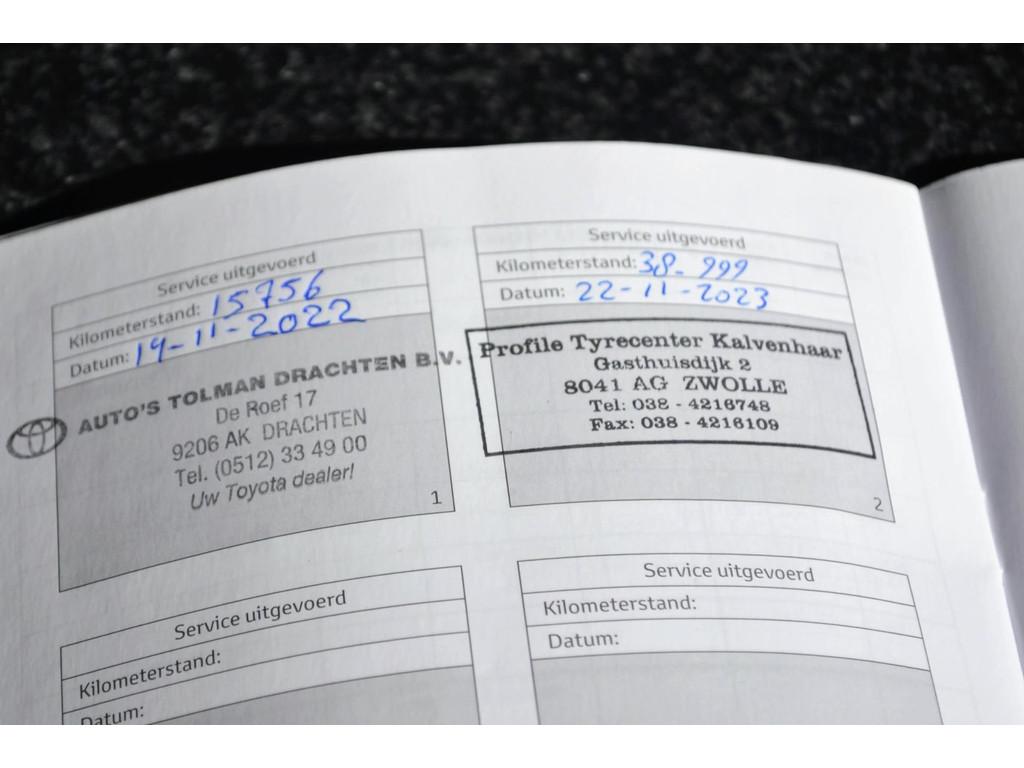 Service uitgevoerd
Kilometerstand: 15756
Datum: 14-11-2022
AUTO'S TOLMAN DRACHTEN B.V.
De Roef 17
9206 AK DRACHTEN
Tel. (0512) 33 49 00
Uw Toyota dealer!
1
Service uitgevoerd
Kilometerstand: 38-999
Datum: 22-11-2023
Profile Tyrecenter Kalvenhaar
Gasthuisdijk 2
8041 AG ZWOLLE
Tel: 038 - 4216748
Fax: 038 - 4216109
2
Service uitgevoerd
Kilometerstand:
Datum:
Service uitgevoerd
Kilometerstand:
Datum: